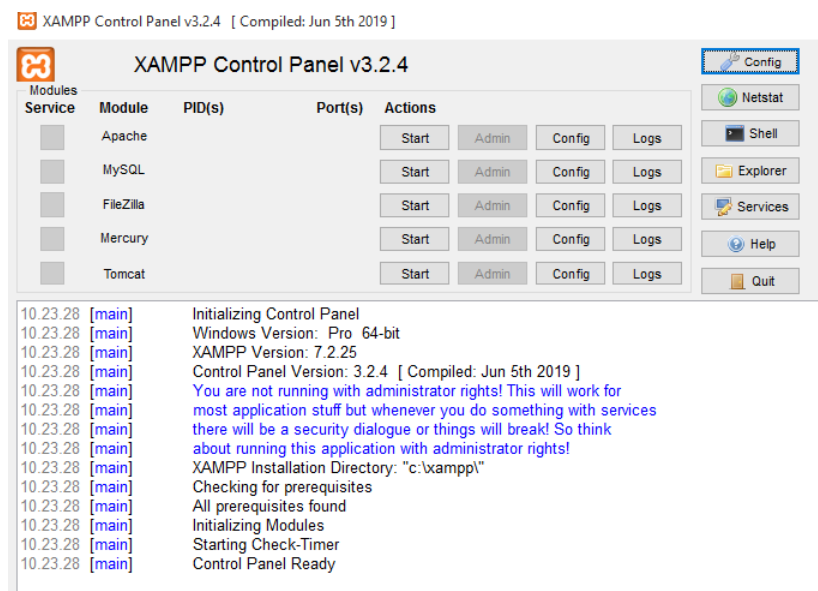 XAMPP Control Panel v3.2.4 [ Compiled: Jun 5th 2019 ]
XAMPP Control Panel v3.2.4
Config
Modules
Service Module PID(s) Port(s) Actions
Netstat
Apache Start Admin Config Logs
Shell
MySQL Start Admin Config Logs
Explorer
FileZilla Start Admin Config Logs
Services
Mercury Start Admin Config Logs
Help
Tomcat Start Admin Config Logs
Quit
10.23.28 [main] Initializing Control Panel
10.23.28 [main] Windows Version: Pro 64-bit
10.23.28 [main] XAMPP Version: 7.2.25
10.23.28 [main] Control Panel Version: 3.2.4 [ Compiled: Jun 5th 2019 ]
10.23.28 [main] You are not running with administrator rights! This will work for
10.23.28 [main] most application stuff but whenever you do something with services
10.23.28 [main] there will be a security dialogue or things will break! So think
10.23.28 [main] about running this application with administrator rights!
10.23.28 [main] XAMPP Installation Directory: "c:\xampp\"
10.23.28 [main] Checking for prerequisites
10.23.28 [main] All prerequisites found
10.23.28 [main] Initializing Modules
10.23.28 [main] Starting Check-Timer
10.23.28 [main] Control Panel Ready